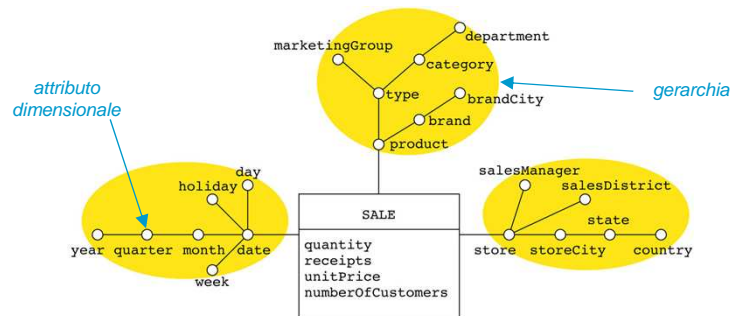 department
marketingGroup
category
attributo
dimensionale
type
brandCity
gerarchia
brand
product
day
holiday
salesManager
salesDistrict
SALE
state
year quarter month date
quantity
store storeCity country
receipts
week
unitPrice
numberOfCustomers